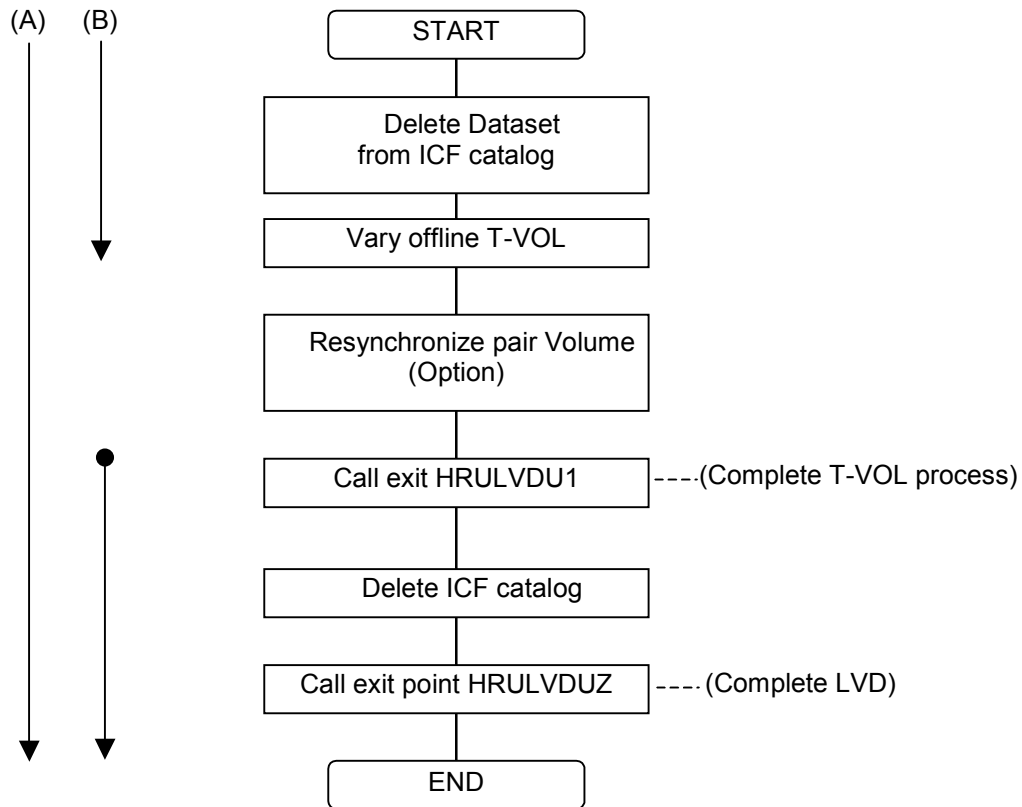 (A) (B)
START
Delete Dataset
from ICF catalog
Vary offline T-VOL
Resynchronize pair Volume
(Option)
Call exit HRULVDU1
(Complete T-VOL process)
Delete ICF catalog
Call exit point HRULVDUZ
(Complete LVD)
END